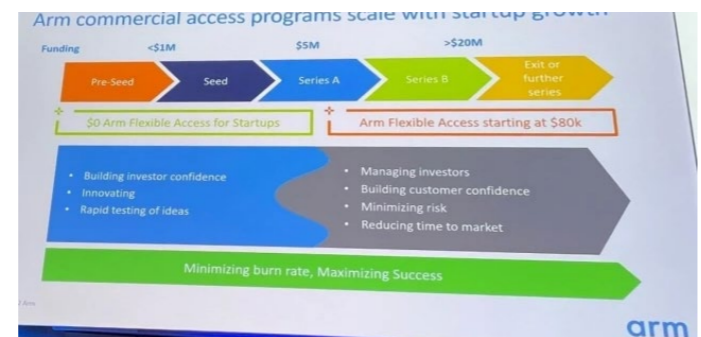 Arm commercial access programs scale with startup growth
Funding <$1M $5M >$20M
Pre-Seed
Seed
Series A
Series B
Exit or
further
series
$0 Arm Flexible Access for Startups
Arm Flexible Access starting at $80k
• Building investor confidence
• Innovating
• Rapid testing of ideas
• Managing investors
• Building customer confidence
• Minimizing risk
• Reducing time to market
Minimizing burn rate, Maximizing Success
arm